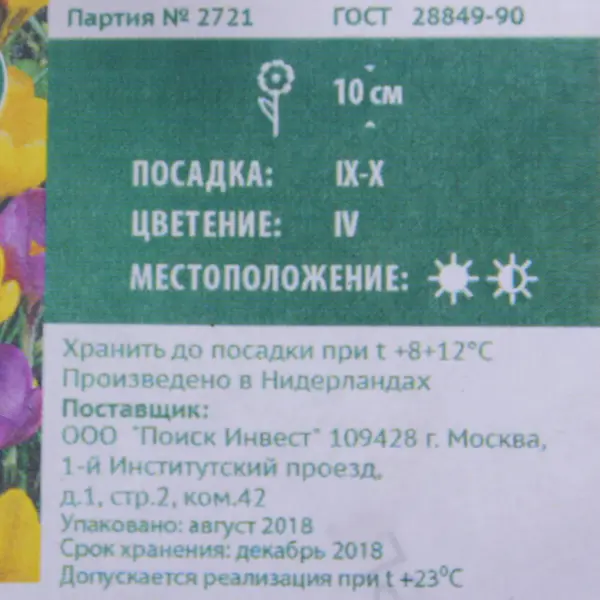 Партия № 2721 ГОСТ 28849-90
10 см
ПОСАДКА: IX-X
ЦВЕТЕНИЕ: IV
МЕСТОПОЛОЖЕНИЕ:
Хранить до посадки при t +8+12°C
Произведено в Нидерландах
Поставщик:
ООО "Поиск Инвест" 109428 г. Москва,
1-й Институтский проезд,
д.1, стр.2, ком.42
Упаковано: август 2018
Срок хранения: декабрь 2018
Допускается реализация при t +23°C